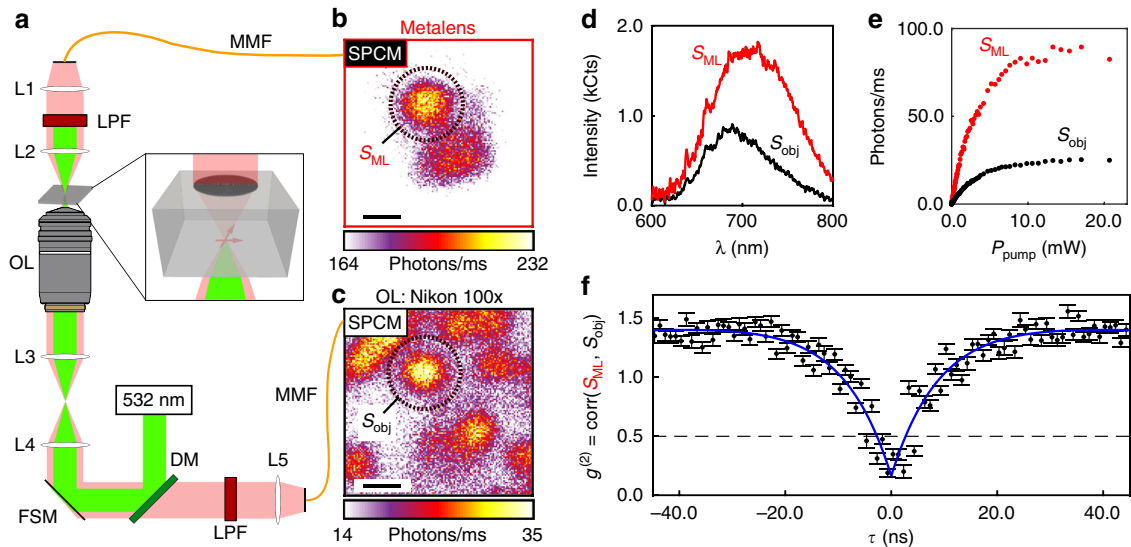 a
MMF
L1
LPF
L2
OL
L3
532 nm
L4
DM
L5
FSM
LPF
MMF
b
Metalens
SPCM
S_ML
164 Photons/ms 232
c
OL: Nikon 100x
SPCM
S_obj
14 Photons/ms 35
d
2.0
1.0
0.0
Intensity (kCts)
S_ML
S_obj
600 700 800
λ (nm)
e
100.0
50.0
0.0
Photons/ms
S_ML
S_obj
0.0 10.0 20.0
P_pump (mW)
f
1.5
1.0
0.5
0.0
g^(2) = corr(S_ML, S_obj)
–40.0 –20.0 0.0 20.0 40.0
τ (ns)